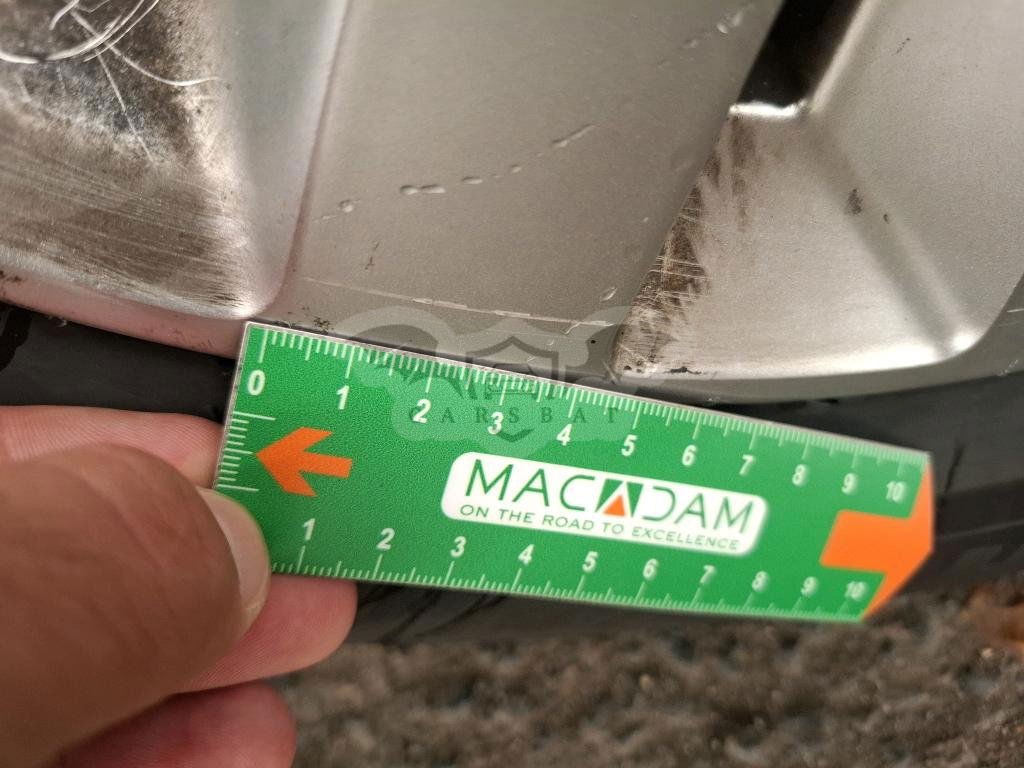 0 1 2 3 4 5 6 7 8 9 10
CARSBAT
MACADAM
ON THE ROAD TO EXCELLENCE
1 2 3 4 5 6 7 8 9 10